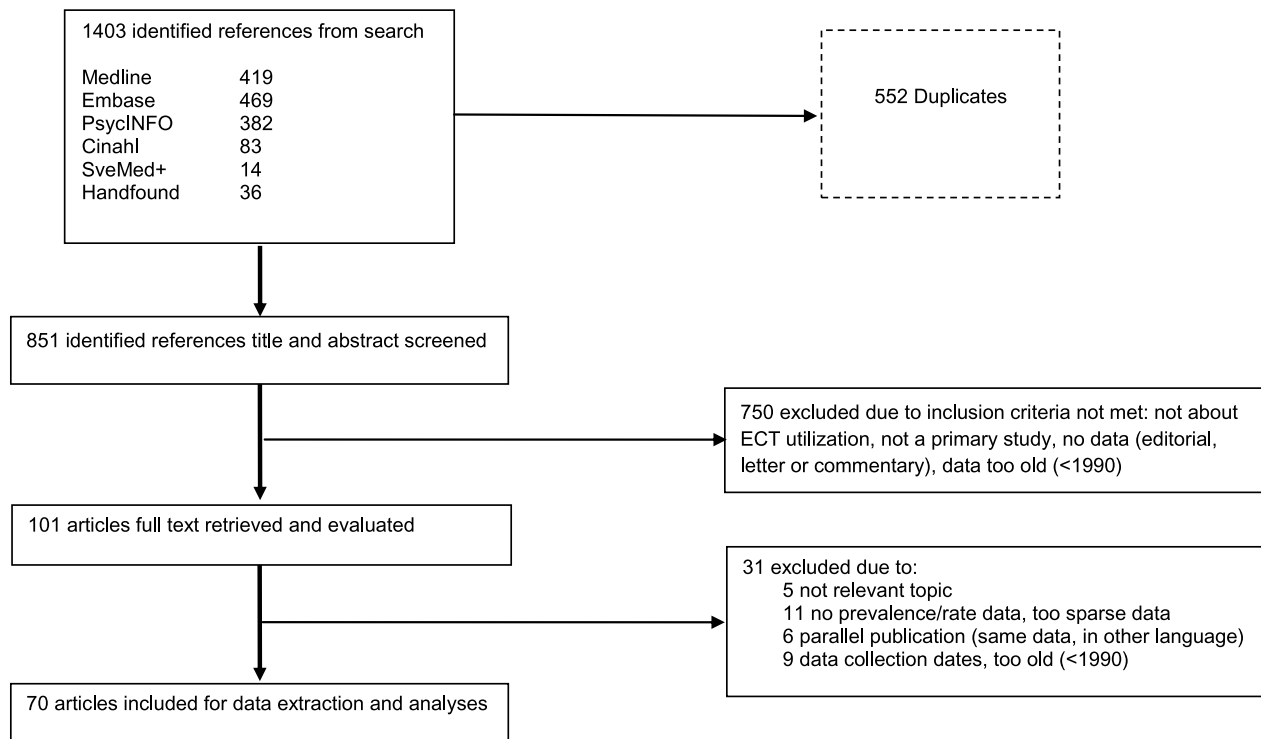 1403 identified references from search
Medline 419
Embase 469
PsycINFO 382
Cinahl 83
SveMed+ 14
Handfound 36
552 Duplicates
851 identified references title and abstract screened
750 excluded due to inclusion criteria not met: not about
ECT utilization, not a primary study, no data (editorial,
letter or commentary), data too old (<1990)
101 articles full text retrieved and evaluated
31 excluded due to:
5 not relevant topic
11 no prevalence/rate data, too sparse data
6 parallel publication (same data, in other language)
9 data collection dates, too old (<1990)
70 articles included for data extraction and analyses